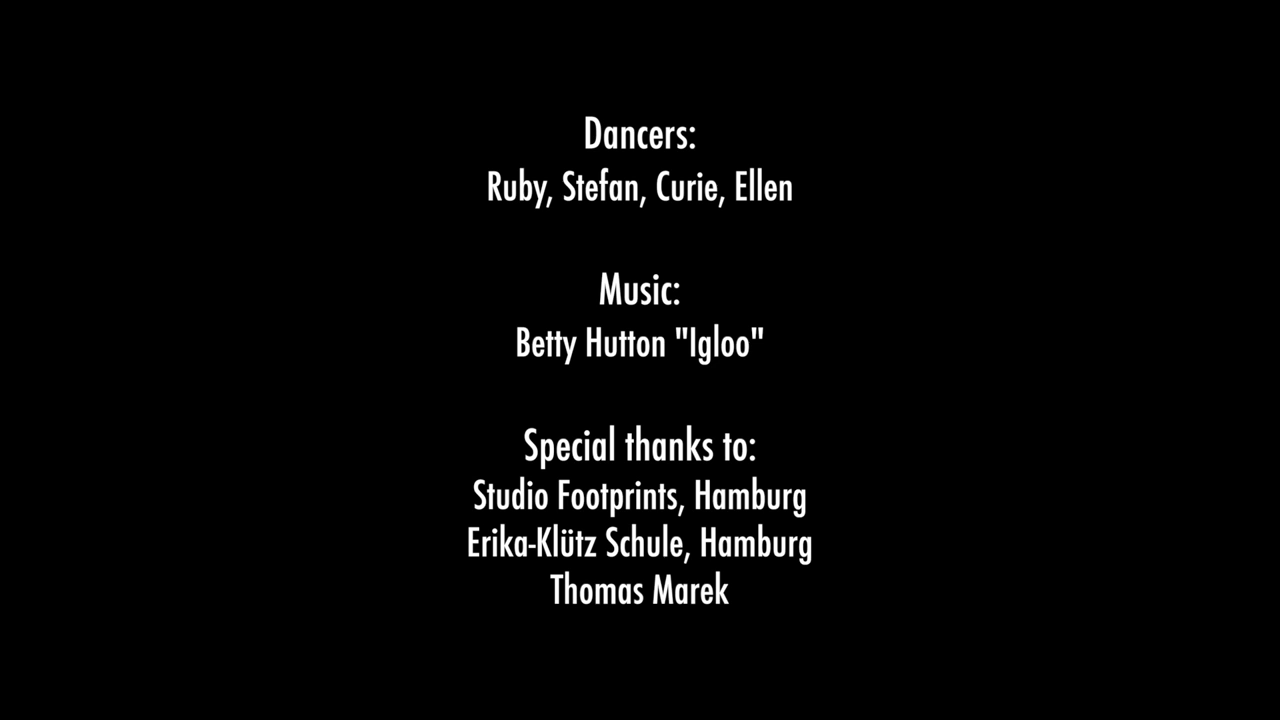 Dancers:
Ruby, Stefan, Curie, Ellen
Music:
Betty Hutton "Igloo"
Special thanks to:
Studio Footprints, Hamburg
Erika-Klütz Schule, Hamburg
Thomas Marek